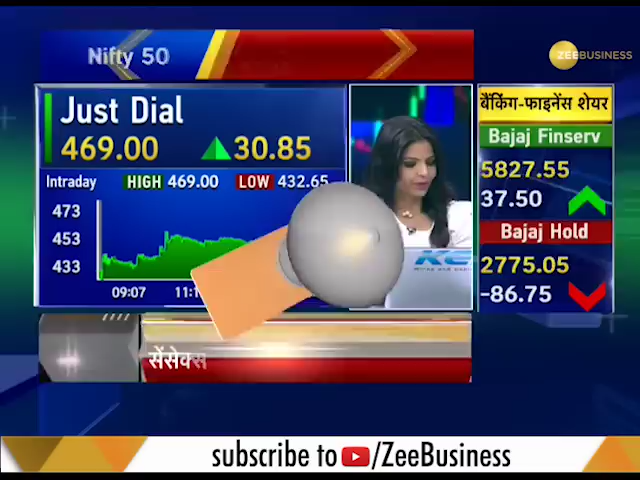 Nifty 50
ZEEBUSINESS
Just Dial
469.00 30.85
Intraday HIGH 469.00 LOW 432.65
473
453
433
09:07
बैंकिंग-फाइनेंस शेयर
Bajaj Finserv
5827.55
37.50
Bajaj Hold
2775.05
-86.75
सेंसेक्स
subscribe to /ZeeBusiness